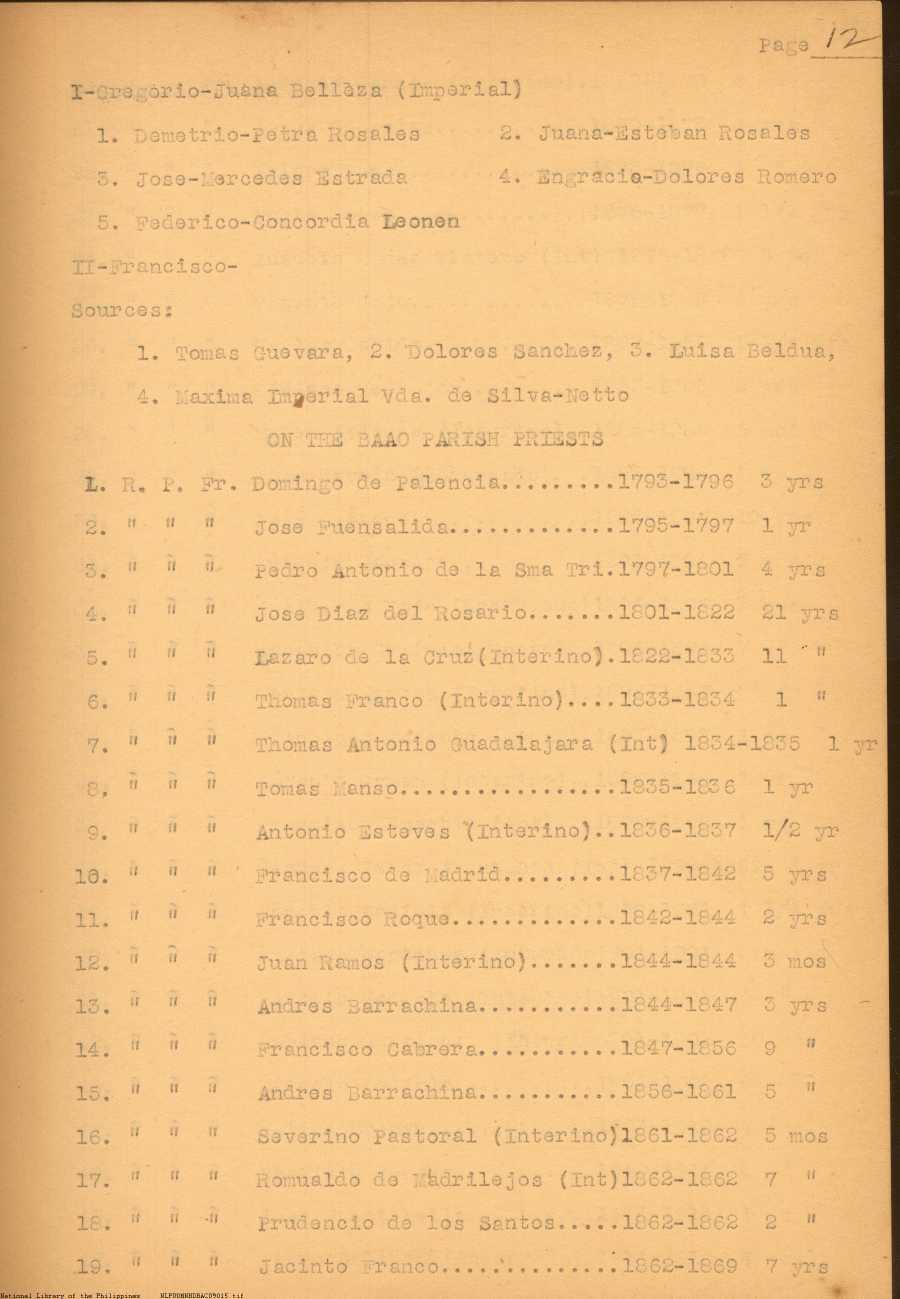 Page 12
I-Gregorio-Juana Belleza (Imperial)
1. Demetrio-Petra Rosales 2. Juana-Esteban Rosales
3. Jose-Mercedes Estrada 4. Engracia-Dolores Romero
5. Federico-Concordia Leonen
II-Francisco-
Sources:
1. Tomas Guevara, 2. Dolores Sanchez, 3. Luisa Beldua,
4. Maxima Imperial Vda. de Silva-Netto
ON THE BAAO PARISH PRIESTS
1. R. P. Fr. Domingo de Palencia.........1793-1796 3 yrs
2. " " " Jose Fuensalida.............1795-1797 1 yr
3. " " " Pedro Antonio de la Sma Tri.1797-1801 4 yrs
4. " " " Jose Diaz del Rosario.......1801-1822 21 yrs
5. " " " Lazaro de la Cruz(Interino).1822-1833 11 "
6. " " " Thomas Franco (Interino)....1833-1834 1 "
7. " " " Thomas Antonio Guadalajara (Int) 1834-1835 1 yr
8. " " " Tomas Manso.................1835-1836 1 yr
9. " " " Antonio Esteves (Interino)..1836-1837 1/2 yr
10. " " " Francisco de Madrid.........1837-1842 5 yrs
11. " " " Francisco Roque.............1842-1844 2 yrs
12. " " " Juan Ramos (Interino).......1844-1844 3 mos
13. " " " Andres Barrachina...........1844-1847 3 yrs
14. " " " Francisco Cabrera...........1847-1856 9 "
15. " " " Andres Barrachina...........1856-1861 5 "
16. " " " Severino Pastoral (Interino)1861-1862 5 mos
17. " " " Romualdo de Madrilejos (Int)1862-1862 7 "
18. " " " Prudencio de los Santos.....1862-1862 2 "
19. " " " Jacinto Franco..............1862-1869 7 yrs
National Library of the Philippines NLPDDMNHDBAC09015.tif